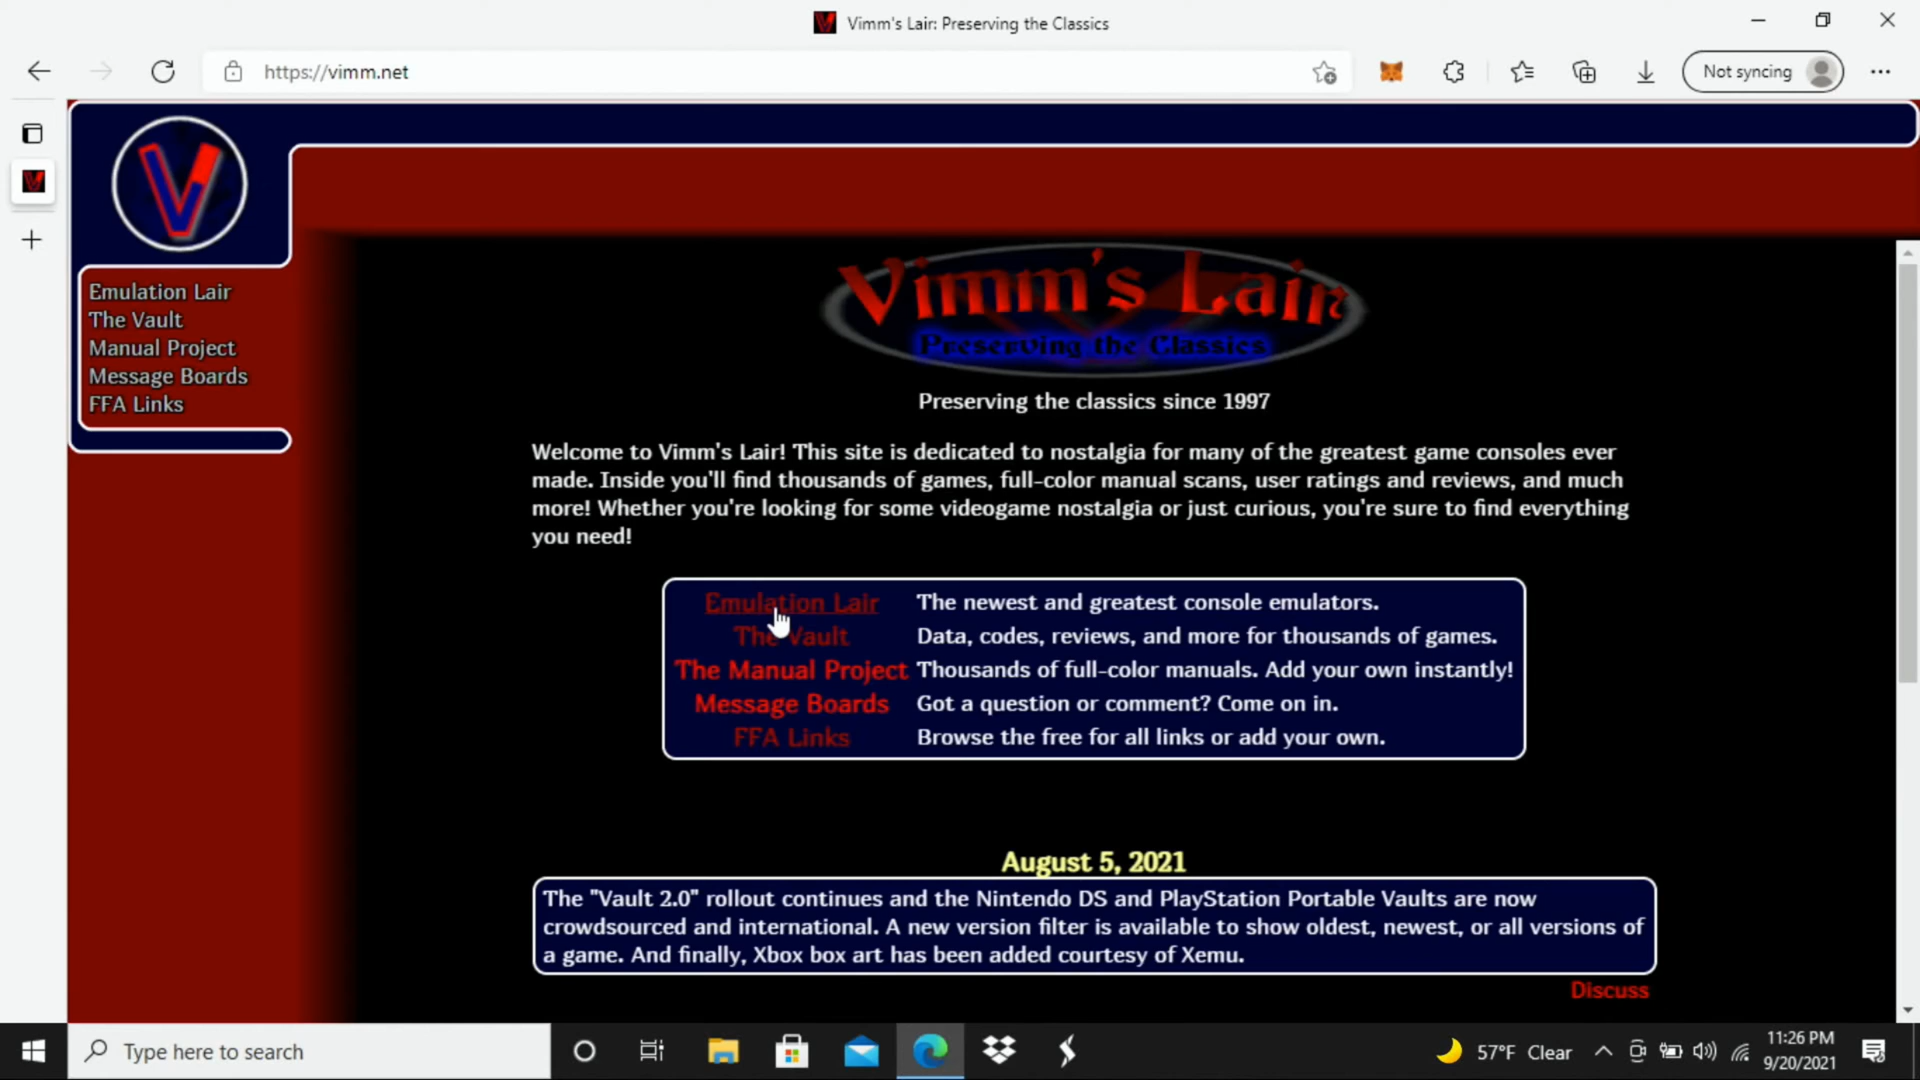 Vimm's Lair: Preserving the Classics
https://vimm.net
Not syncing
Emulation Lair
The Vault
Manual Project
Message Boards
FFA Links
Vimm's Lair
Preserving the Classics
Preserving the classics since 1997
Welcome to Vimm's Lair! This site is dedicated to nostalgia for many of the greatest game consoles ever
made. Inside you'll find thousands of games, full-color manual scans, user ratings and reviews, and much
more! Whether you're looking for some videogame nostalgia or just curious, you're sure to find everything
you need!
Emulation Lair The newest and greatest console emulators.
The Vault Data, codes, reviews, and more for thousands of games.
The Manual Project Thousands of full-color manuals. Add your own instantly!
Message Boards Got a question or comment? Come on in.
FFA Links Browse the free for all links or add your own.
August 5, 2021
The "Vault 2.0" rollout continues and the Nintendo DS and PlayStation Portable Vaults are now
crowdsourced and international. A new version filter is available to show oldest, newest, or all versions of
a game. And finally, Xbox box art has been added courtesy of Xemu.
Discuss
Type here to search
57°F Clear
11:26 PM
9/20/2021